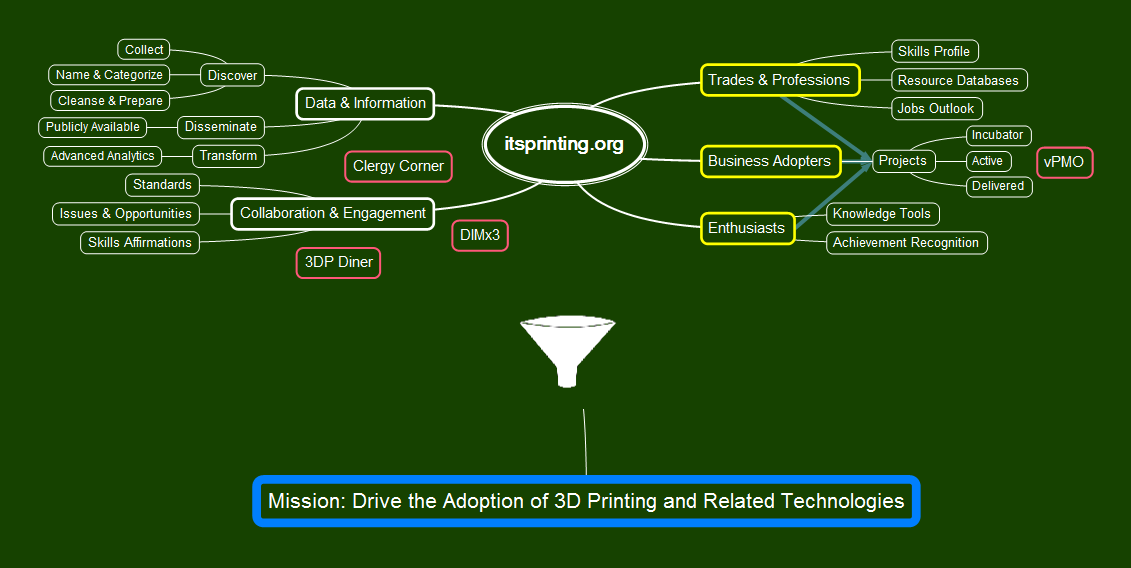 itsprinting.org
Data & Information
Discover
Collect
Name & Categorize
Cleanse & Prepare
Disseminate
Publicly Available
Transform
Advanced Analytics
Clergy Corner
Collaboration & Engagement
Standards
Issues & Opportunities
Skills Affirmations
DIMx3
3DP Diner
Trades & Professions
Skills Profile
Resource Databases
Jobs Outlook
Business Adopters
Projects
Incubator
Active
Delivered
vPMO
Enthusiasts
Knowledge Tools
Achievement Recognition
Mission: Drive the Adoption of 3D Printing and Related Technologies